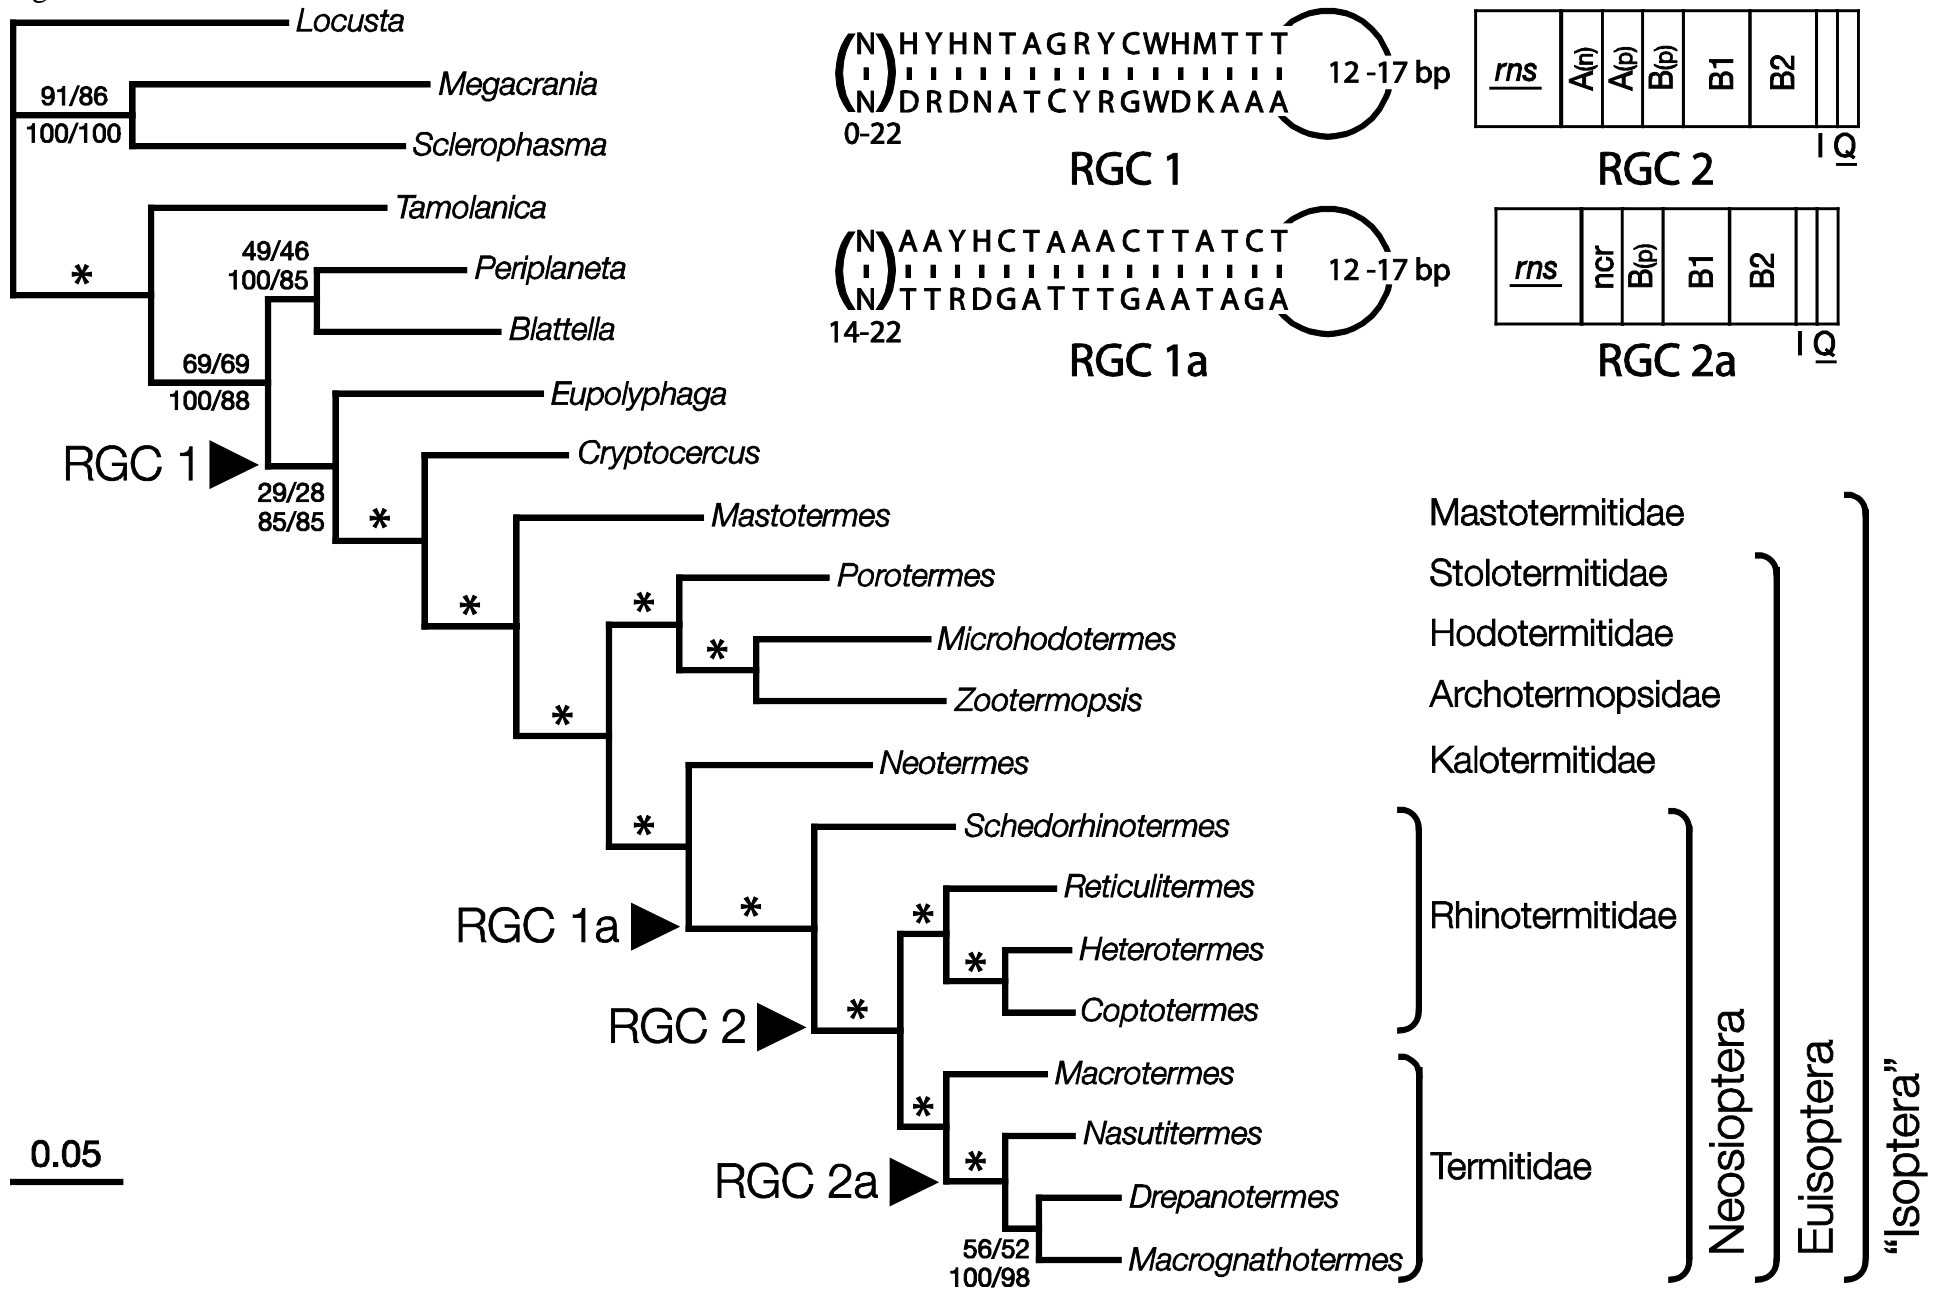 Locusta
Megacrania
91/86
100/100
Sclerophasma
Tamolanica
*
49/46
100/85
Periplaneta
Blattella
69/69
100/88
Eupolyphaga
RGC 1
29/28
85/85
Cryptocercus
*
Mastotermes
*
Porotermes
*
Microhodotermes
*
Zootermopsis
*
Neotermes
*
Schedorhinotermes
RGC 1a
*
Reticulitermes
*
Heterotermes
*
Coptotermes
RGC 2
*
Macrotermes
*
Nasutitermes
RGC 2a
*
Drepanotermes
56/52
100/98
Macrognathotermes
0.05
(N) H Y H N T A G R Y C W H M T T T
12 -17 bp
(N) D R D N A T C Y R G W D K A A A
0-22
RGC 1
rns A(n) A(p) B(p) B1 B2
I Q
RGC 2
(N) A A Y H C T A A A C T T A T C T
12 -17 bp
(N) T T R D G A T T T G A A T A G A
14-22
RGC 1a
rns ncr B(p) B1 B2
I Q
RGC 2a
Mastotermitidae
Stolotermitidae
Hodotermitidae
Archotermopsidae
Kalotermitidae
Rhinotermitidae
Termitidae
Neosioptera
Euisoptera
“Isoptera”